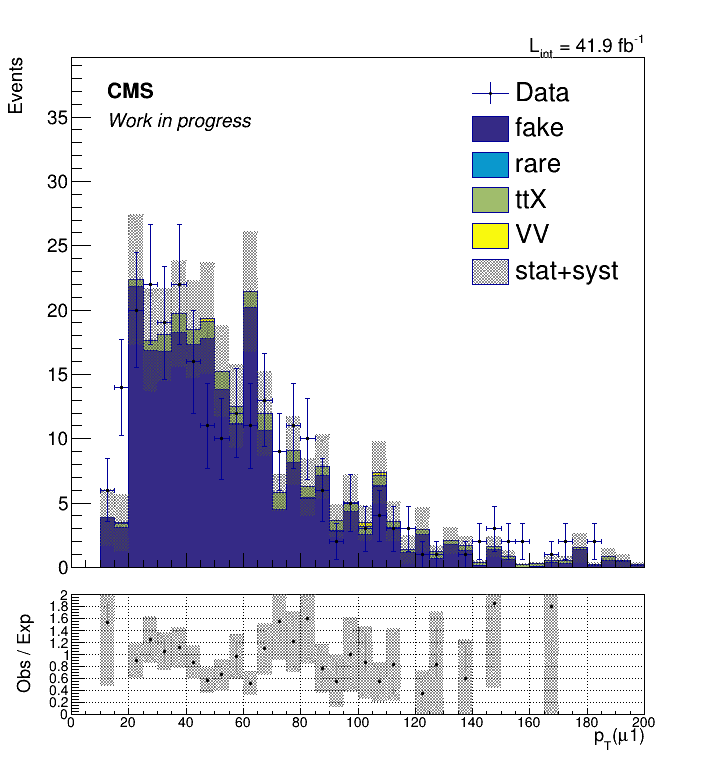 L_int = 41.9 fb^-1
Events
CMS
Work in progress
Data
fake
rare
ttX
VV
stat+syst
35
30
25
20
15
10
5
0
Obs / Exp
2
1.8
1.6
1.4
1.2
1
0.8
0.6
0.4
0.2
0
0 20 40 60 80 100 120 140 160 180 200
p_T(μ1)